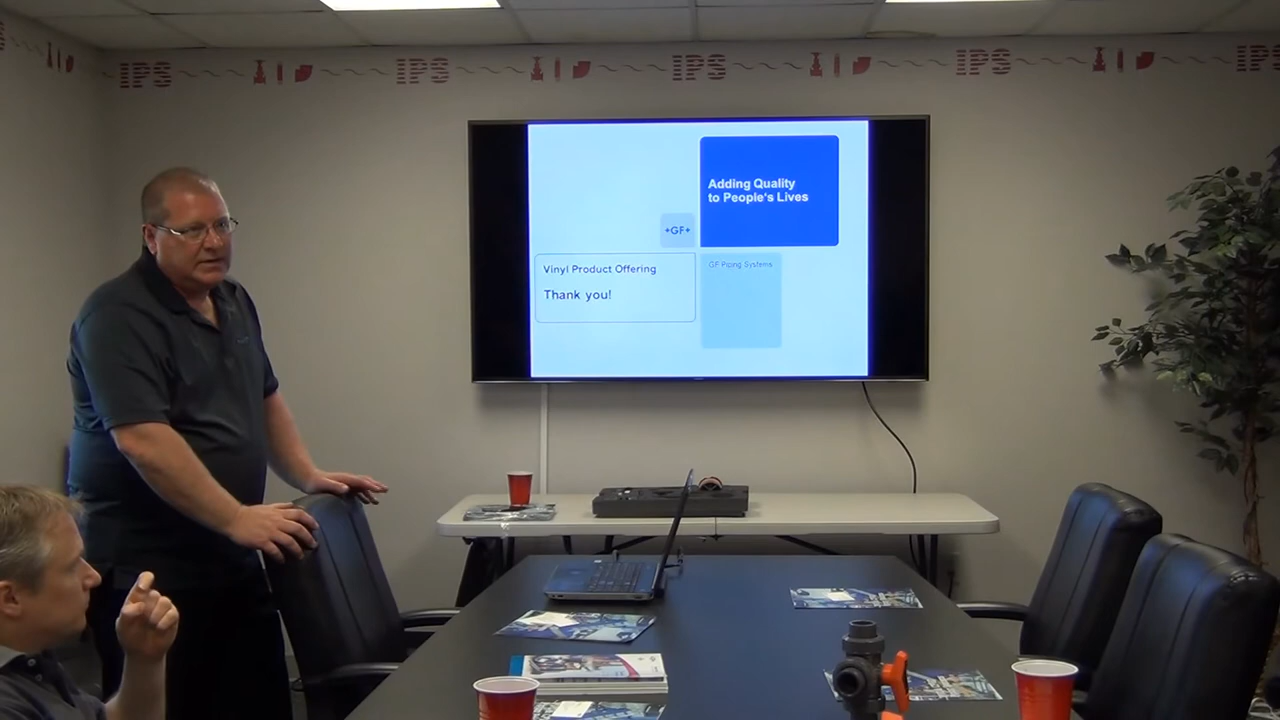 IPS IPS IPS IPS IPS
Adding Quality
to People's Lives
+GF+
Vinyl Product Offering
Thank you!
GF Piping Systems